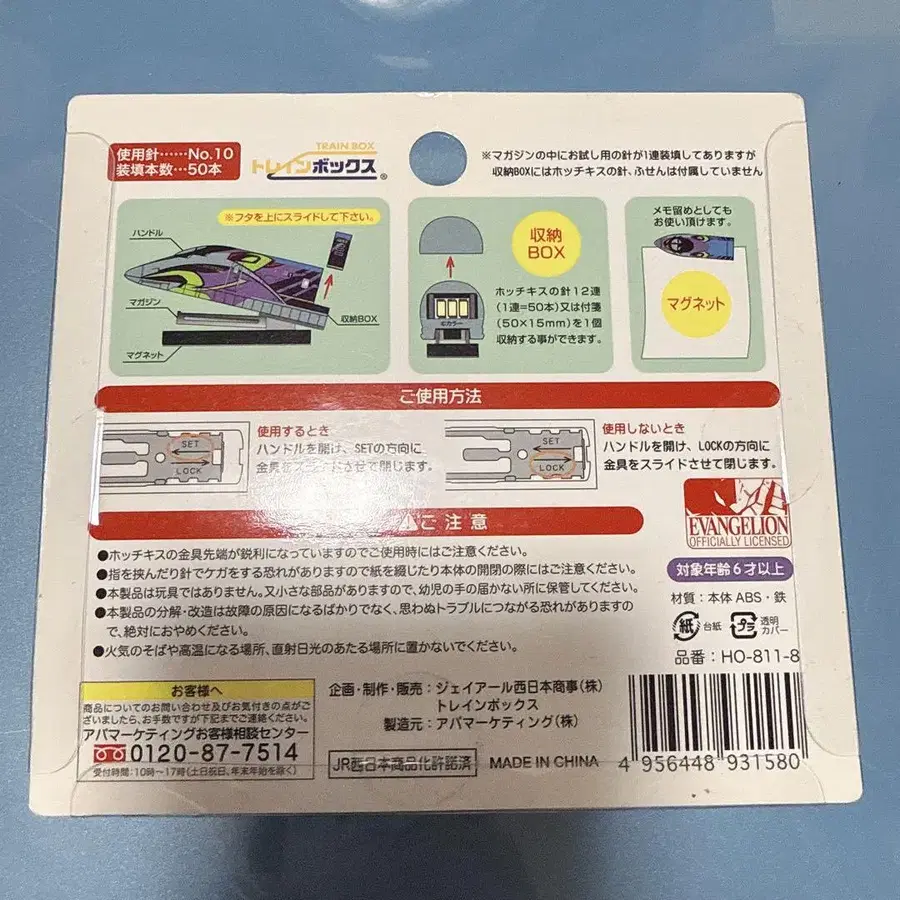 使用針……No.10
装填本数…50本
TRAIN BOX
トレインボックス®
※マガジンの中にお試し用の針が1連装填してありますが
収納BOXにはホッチキスの針、ふせんは付属していません
※フタを上にスライドして下さい。
ハンドル
マガジン
収納BOX
マグネット
収納
BOX
ホッチキスの針12連
(1連=50本)又は付箋
(50×15mm)を1個
収納する事ができます。
メモ留めとしても
お使い頂けます。
マグネット
ご使用方法
SET
LOCK
使用するとき
ハンドルを開け、SETの方向に
金具をスライドさせて閉じます。
SET
LOCK
使用しないとき
ハンドルを開け、LOCKの方向に
金具をスライドさせて閉じます。
ご注意
●ホッチキスの金具先端が鋭利になっていますのでご使用時にはご注意ください。
●指を挟んだり針でケガをする恐れがありますので紙を綴じたり本体の開閉の際にはご注意ください。
●本製品は玩具ではありません。又小さな部品がありますので、幼児の手の届かない所に保管してください。
●本製品の分解・改造は故障の原因になるばかりでなく、思わぬトラブルにつながる恐れがありますの
で、絶対におやめください。
●火気のそばや高温になる場所、直射日光のあたる場所に置かないでください。
EVANGELION
OFFICIALLY LICENSED
対象年齢6才以上
材質:本体 ABS・鉄
紙 台紙
プラ 透明
カバー
品番:HO-811-8
お客様へ
商品についてのお問い合わせ及びお気付きの点がご
ざいましたら、お手数ですが下記までご連絡ください。
アパマーケティングお客様相談センター
0120-87-7514
受付時間:10時〜17時(土日祝日、年末年始を除く)
企画・制作・販売:ジェイアール西日本商事(株)
トレインボックス
製造元:アパマーケティング(株)
JR西日本商品化許諾済
MADE IN CHINA
4 956448 931580